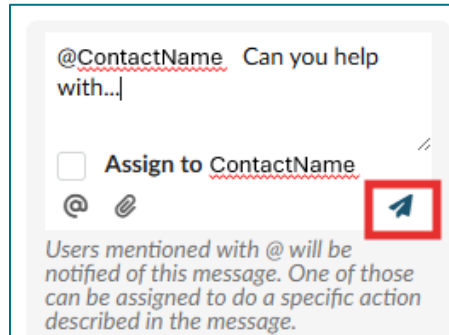 @ContactName Can you help
with...
Assign to ContactName
@
Users mentioned with @ will be
notified of this message. One of those
can be assigned to do a specific action
described in the message.